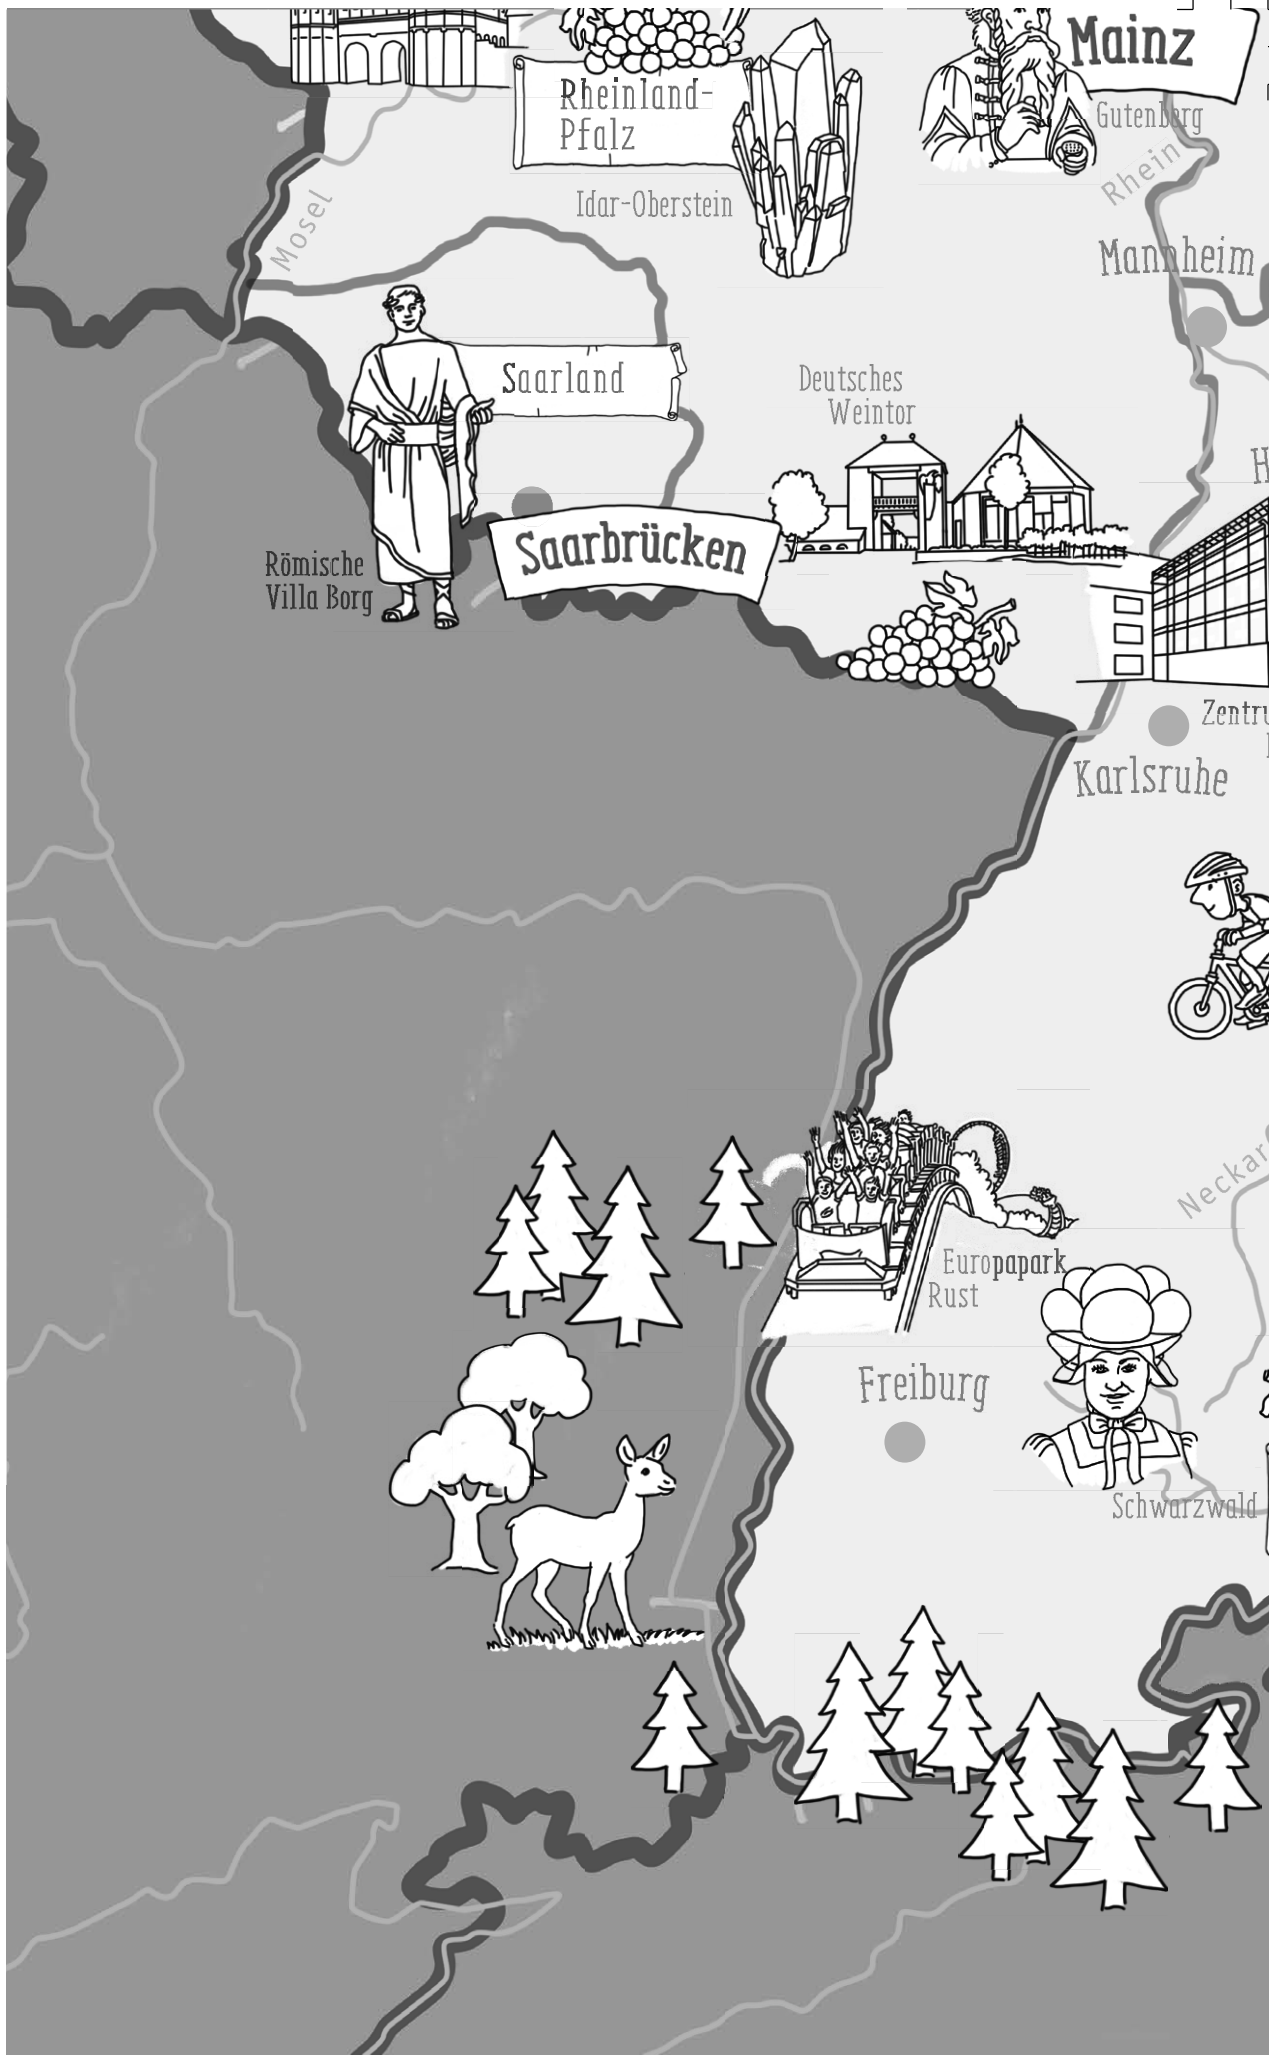 Mainz
Rheinland-
Pfalz
Gutenberg
Rhein
Idar-Oberstein
Mosel
Mannheim
Saarland
Deutsches
Weintor
Saarbrücken
Römische
Villa Borg
Karlsruhe
Neckar
Europapark
Rust
Freiburg
Schwarzwald